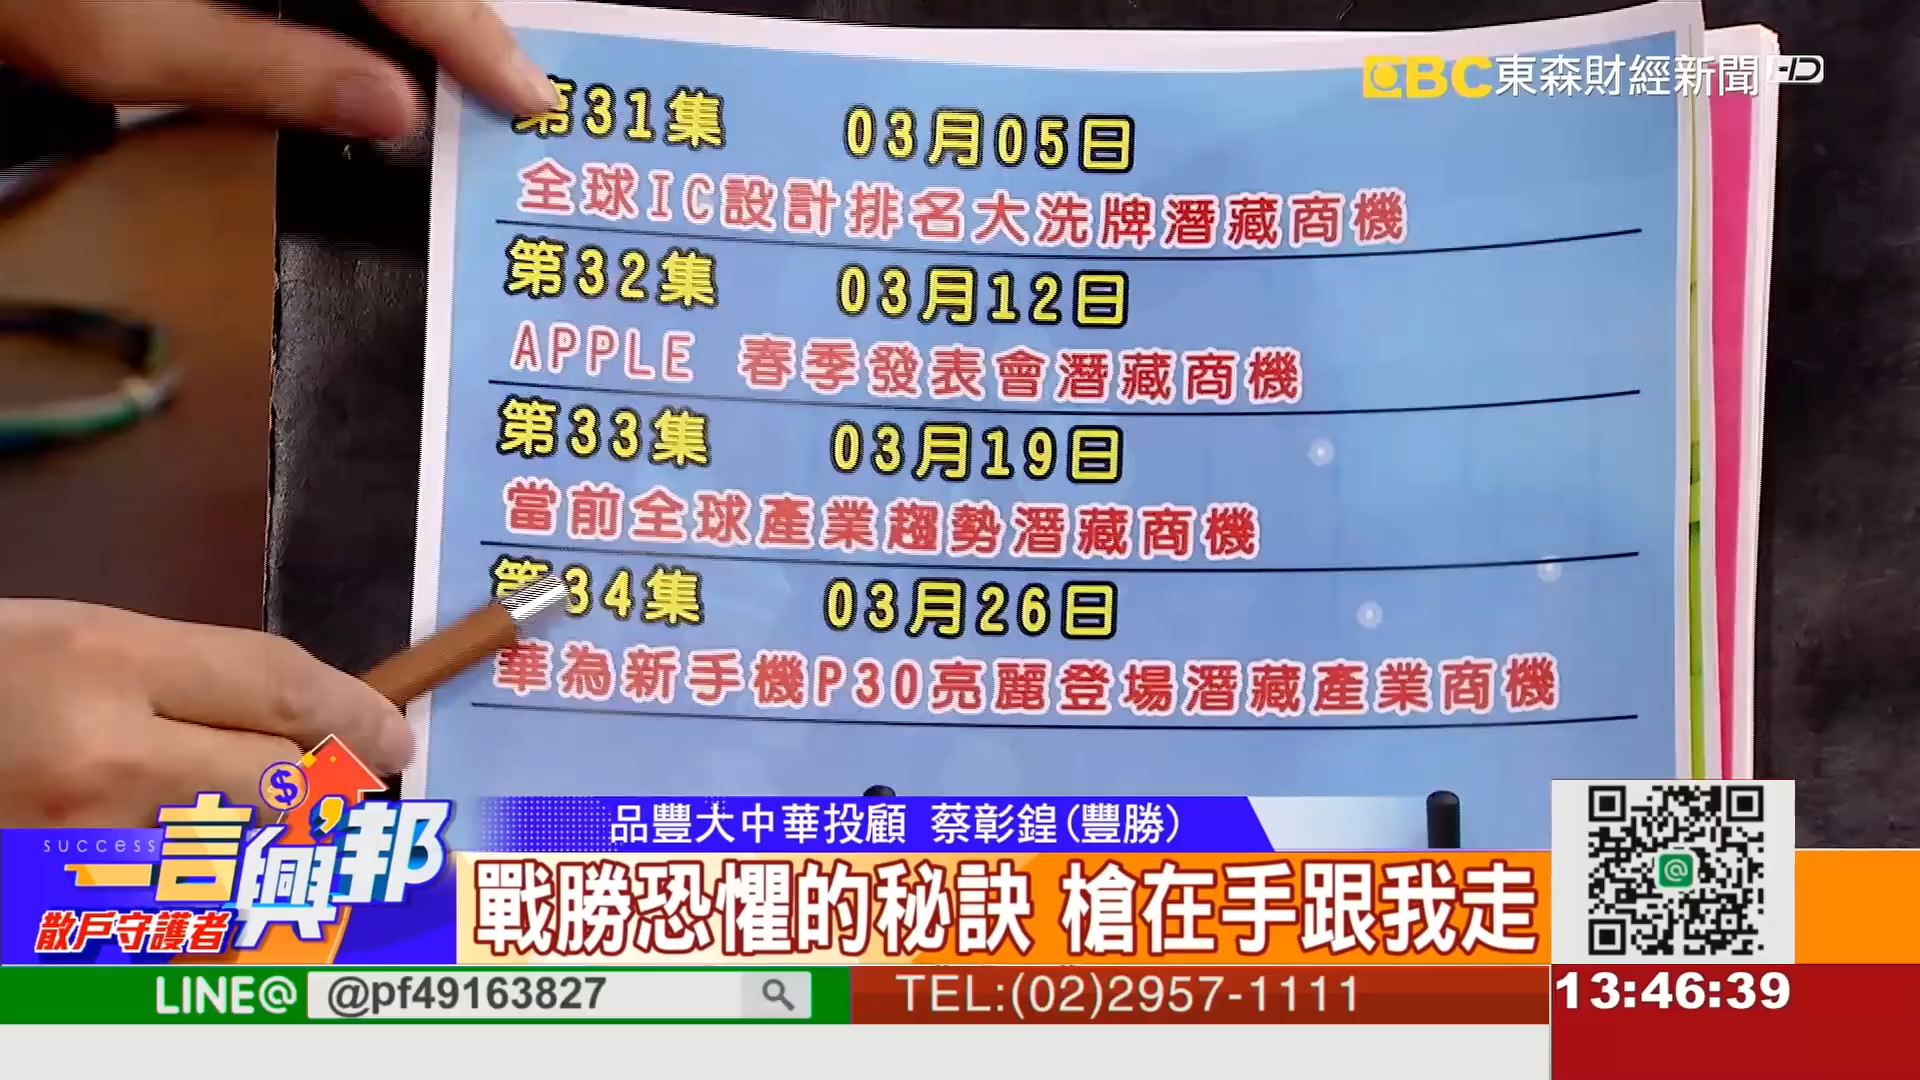 EBC 東森財經新聞 HD
第31集 03月05日
全球IC設計排名大洗牌潛藏商機
第32集 03月12日
APPLE 春季發表會潛藏商機
第33集 03月19日
當前全球產業趨勢潛藏商機
第34集 03月26日
華為新手機P30亮麗登場潛藏產業商機
success
一言興邦
散戶守護者
品豐大中華投顧 蔡彰鍠(豐勝)
戰勝恐懼的秘訣 槍在手跟我走
LINE@ @pf49163827
TEL:(02)2957-1111
13:46:39